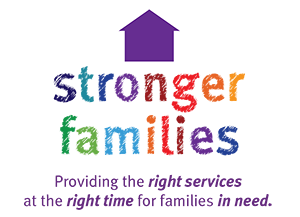 stronger
families
Providing the right services
at the right time for families in need.